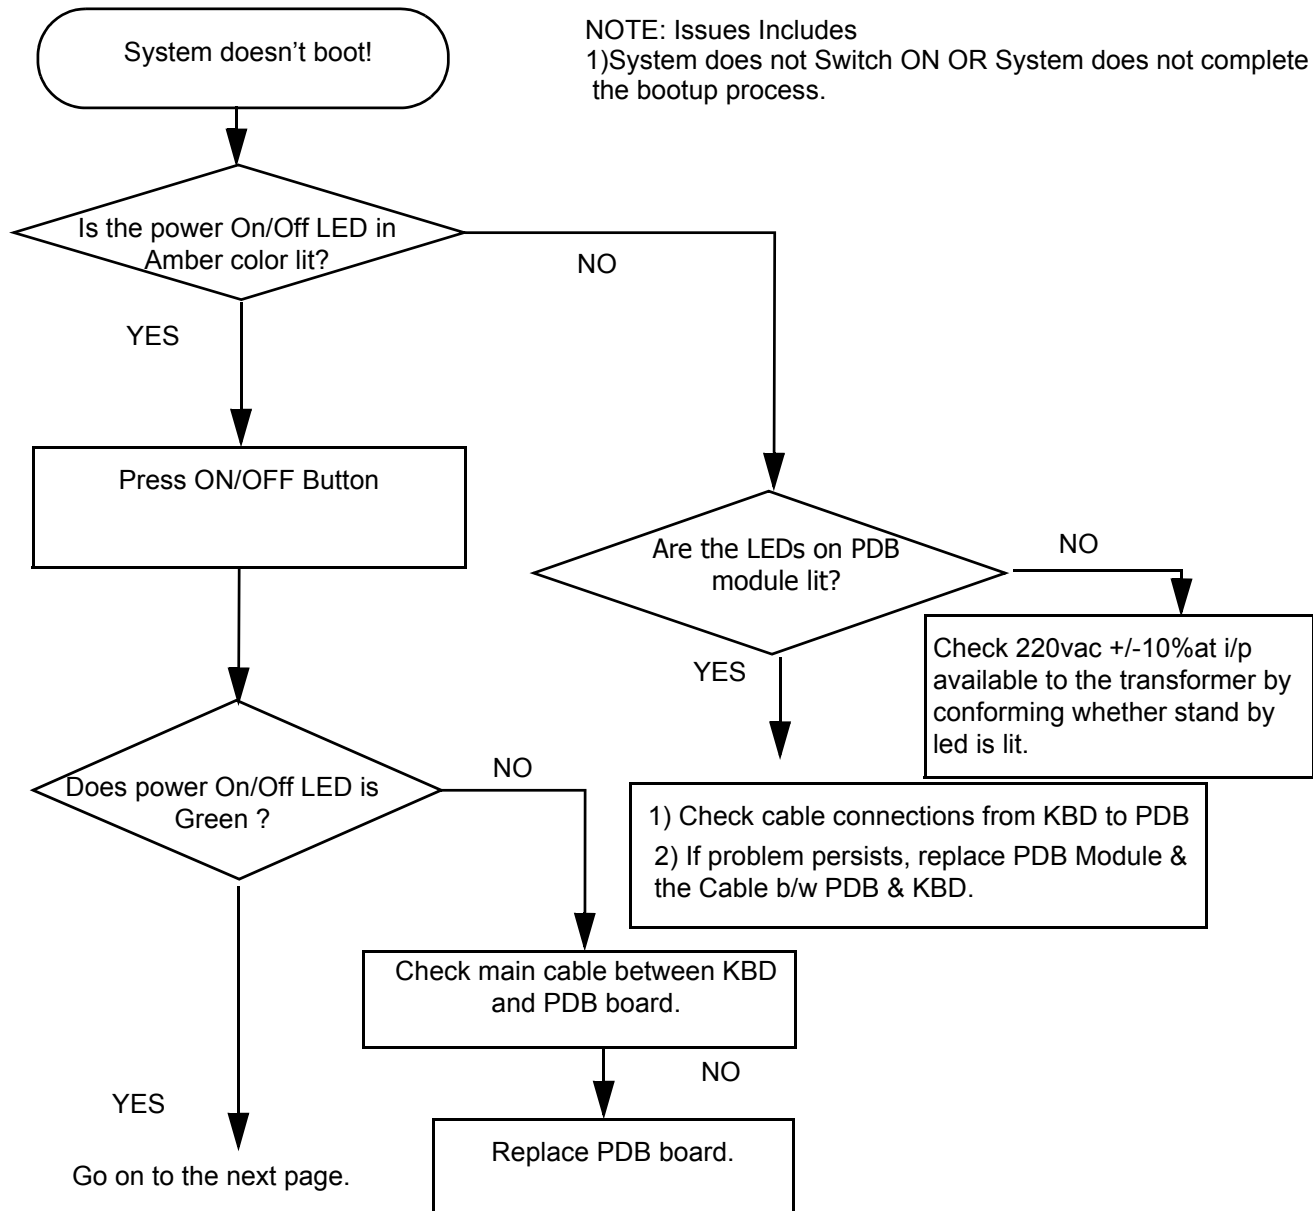 System doesn’t boot!
NOTE: Issues Includes
1)System does not Switch ON OR System does not complete
the bootup process.
Is the power On/Off LED in
Amber color lit?
NO
YES
Press ON/OFF Button
Are the LEDs on PDB
module lit?
NO
YES
Check 220vac +/-10%at i/p
available to the transformer by
conforming whether stand by
led is lit.
Does power On/Off LED is
Green ?
NO
1) Check cable connections from KBD to PDB
2) If problem persists, replace PDB Module &
the Cable b/w PDB & KBD.
Check main cable between KBD
and PDB board.
NO
YES
Replace PDB board.
Go on to the next page.